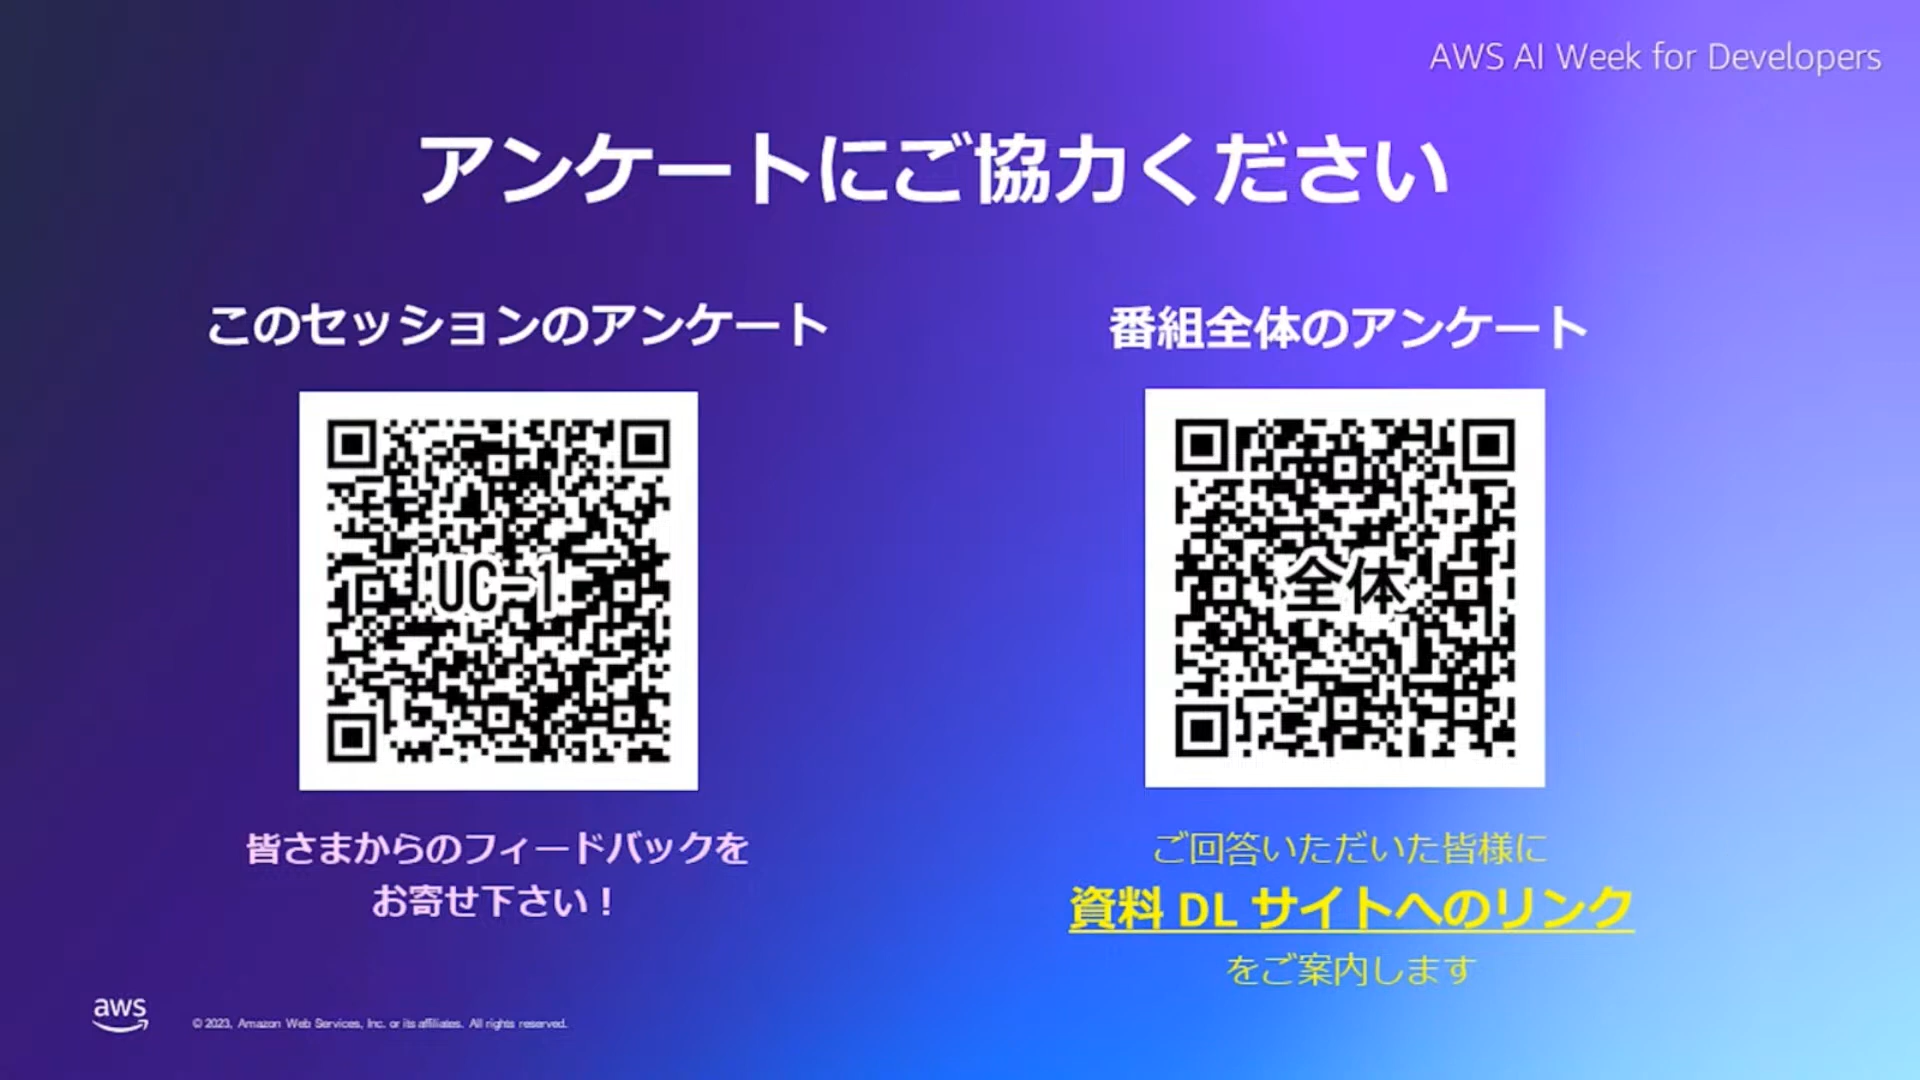 AWS AI Week for Developers
アンケートにご協力ください
このセッションのアンケート
UC-1
皆さまからのフィードバックを
お寄せ下さい！
番組全体のアンケート
全体
ご回答いただいた皆様に
資料 DL サイトへのリンク
をご案内します
aws
© 2023, Amazon Web Services, Inc. or its affiliates. All rights reserved.